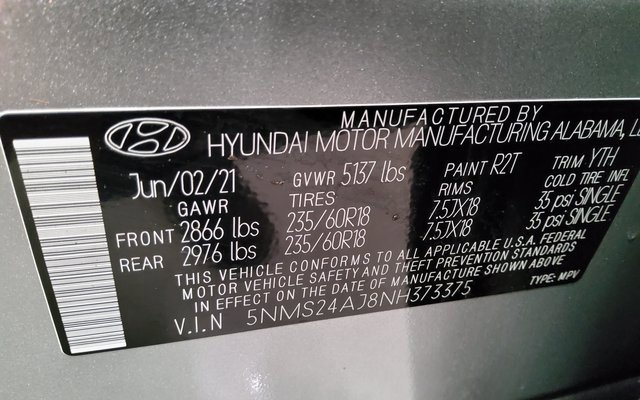 MANUFACTURED BY
HYUNDAI MOTOR MANUFACTURING ALABAMA,
Jun/02/21 GVWR 5137 lbs PAINT R2T TRIM YTH
GAWR TIRES RIMS COLD TIRE INFL
FRONT 2866 lbs 235/60R18 7.5JX18 35 psi SINGLE
REAR 2976 lbs 235/60R18 7.5JX18 35 psi SINGLE
THIS VEHICLE CONFORMS TO ALL APPLICABLE U.S.A. FEDERAL
MOTOR VEHICLE SAFETY AND THEFT PREVENTION STANDARDS
IN EFFECT ON THE DATE OF MANUFACTURE SHOWN ABOVE
V.I.N 5NMS24AJ8NH373375 TYPE: MPV